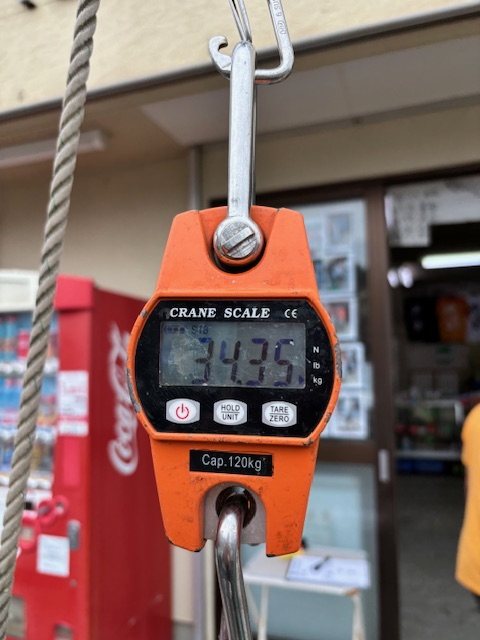 CRANE SCALE CE
34.35
N
lb
kg
HOLD
UNIT
TARE
ZERO
Cap.120kg
Coca-Cola